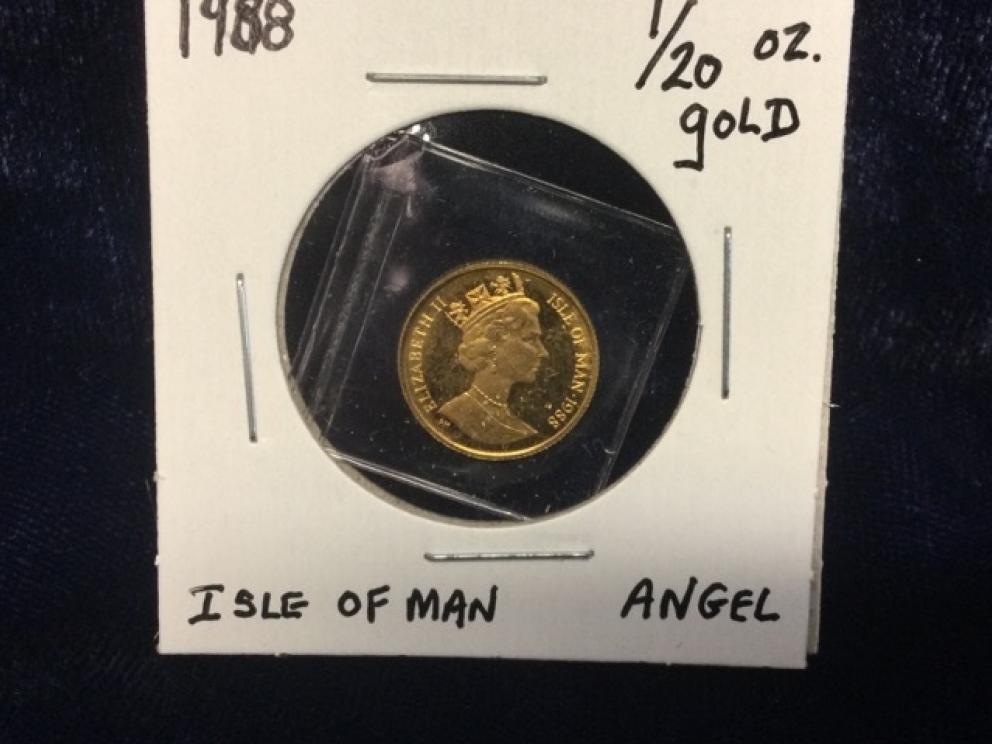 1988
1/20 oz.
gOLD
ELIZABETH II
ISLE OF MAN · 1988
ISLE OF MAN
ANGEL